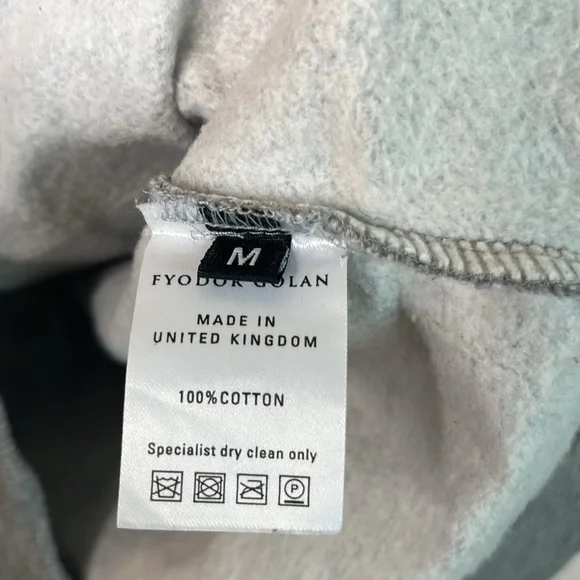 M
FYODOR GOLAN
MADE IN
UNITED KINGDOM
100%COTTON
Specialist dry clean only
P